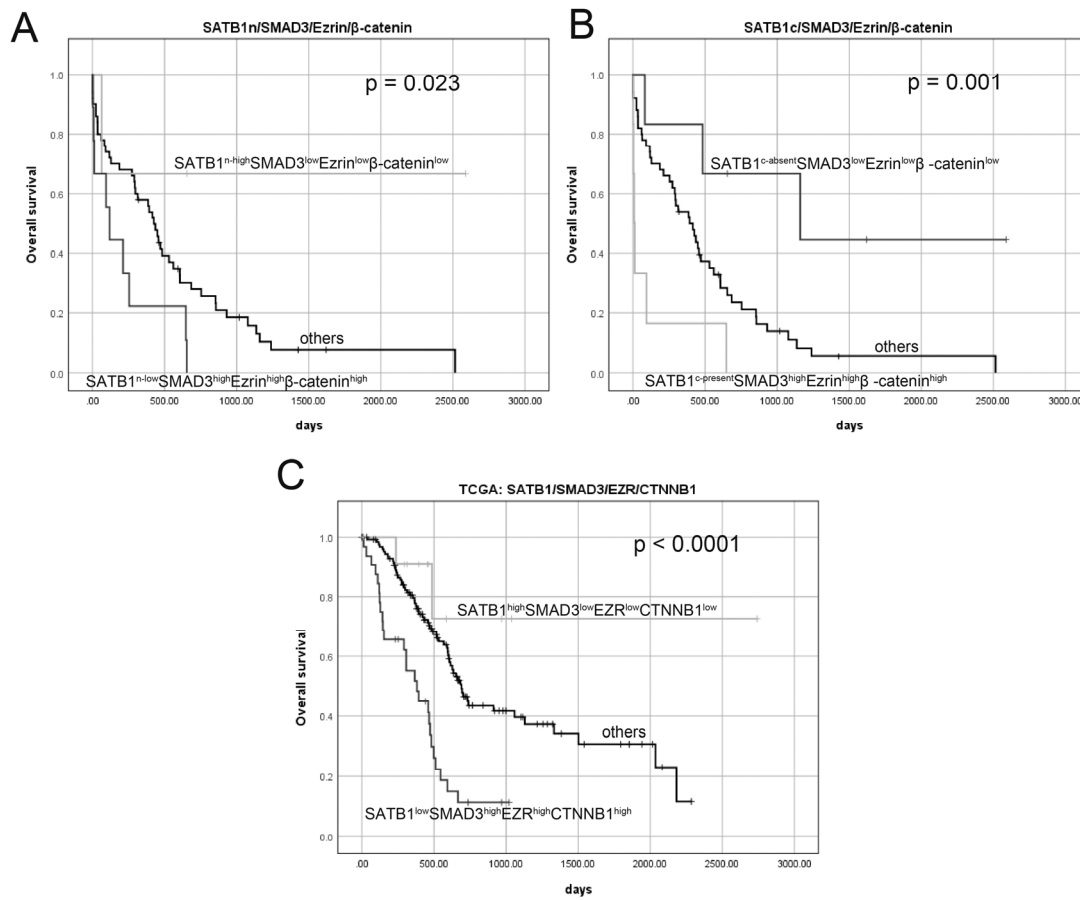 A
SATB1n/SMAD3/Ezrin/β-catenin
p = 0.023
SATB1n-highSMAD3lowEzrinlowβ-cateninlow
others
SATB1n-lowSMAD3highEzrinhighβ-cateninhigh
Overall survival
1.0
0.8
0.6
0.4
0.2
0.0
.00 500.00 1000.00 1500.00 2000.00 2500.00 3000.00
days
B
SATB1c/SMAD3/Ezrin/β-catenin
p = 0.001
SATB1c-absentSMAD3lowEzrinlowβ -cateninlow
others
SATB1c-presentSMAD3highEzrinhighβ -cateninhigh
Overall survival
1.0
0.8
0.6
0.4
0.2
0.0
.00 500.00 1000.00 1500.00 2000.00 2500.00 3000.00
days
C
TCGA: SATB1/SMAD3/EZR/CTNNB1
p < 0.0001
SATB1highSMAD3lowEZRlowCTNNB1low
others
SATB1lowSMAD3highEZRhighCTNNB1high
Overall survival
1.0
0.8
0.6
0.4
0.2
0.0
.00 500.00 1000.00 1500.00 2000.00 2500.00 3000.00
days